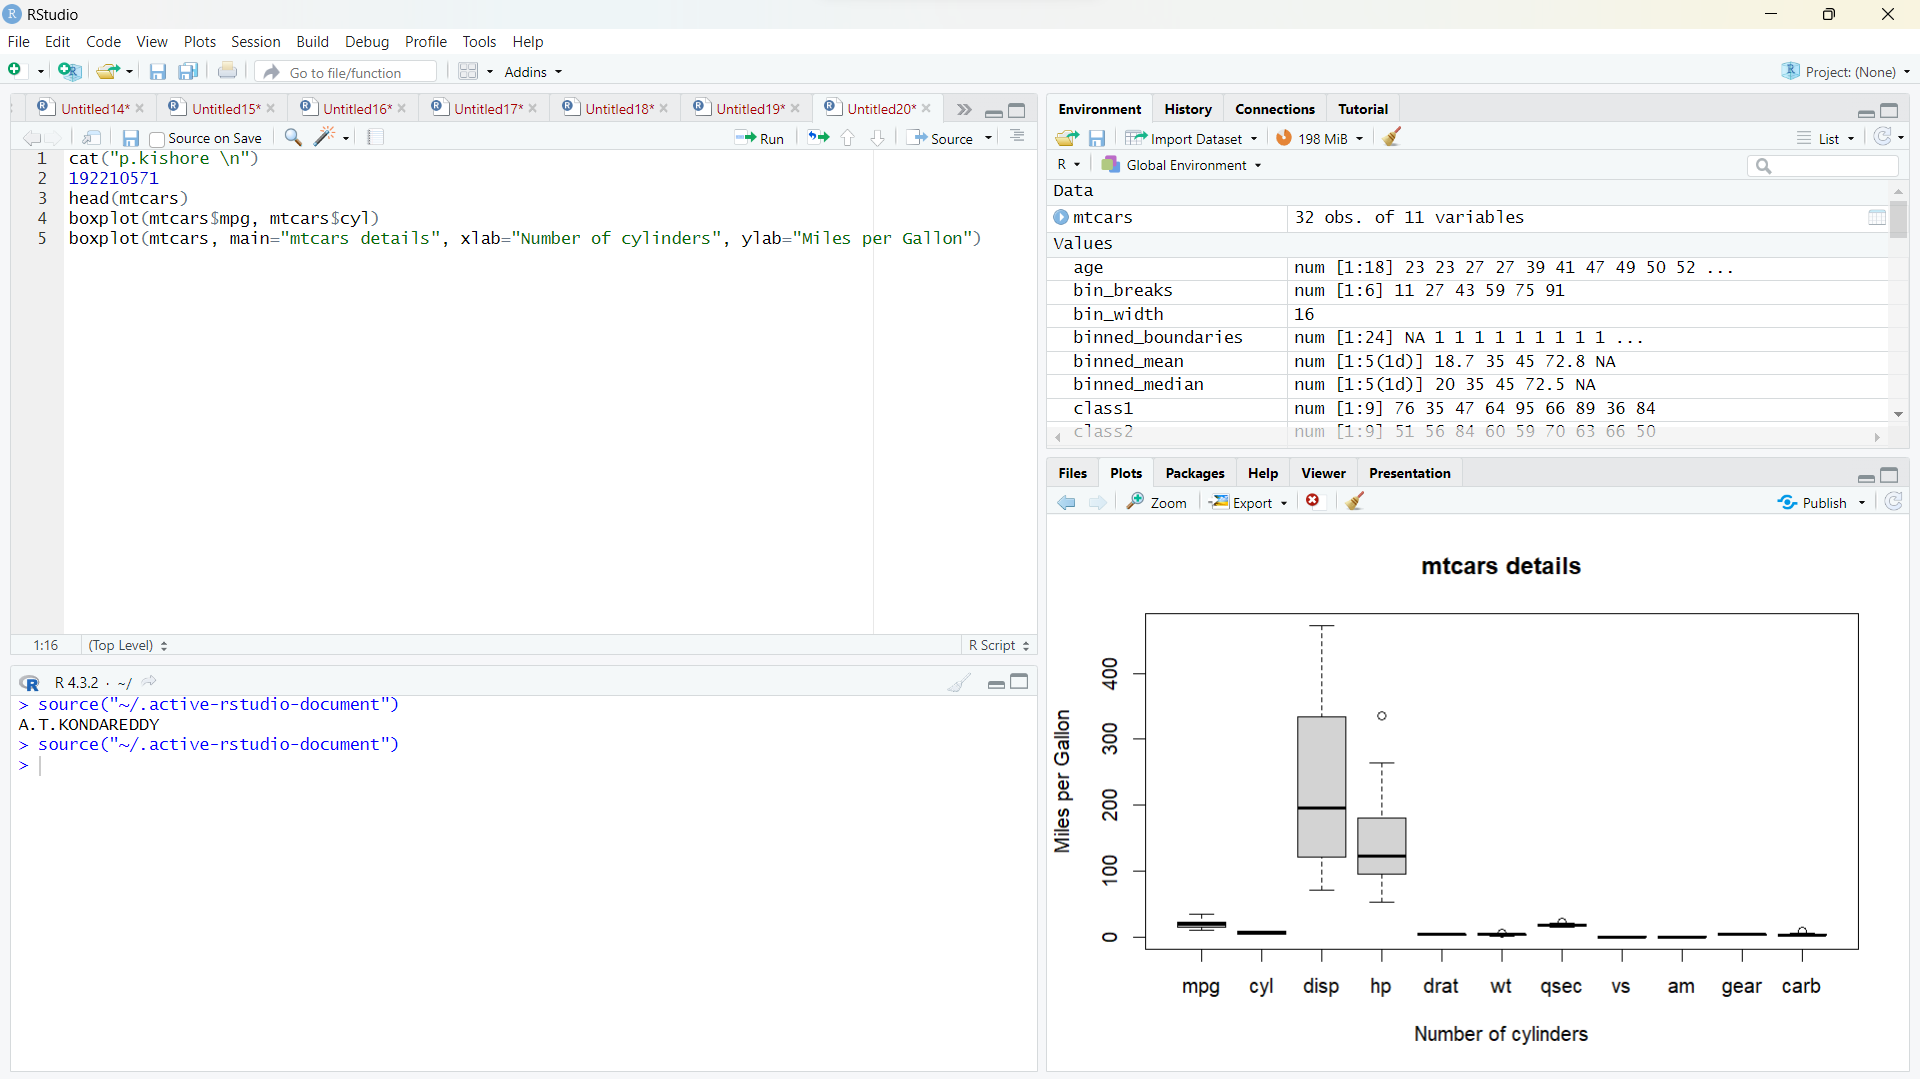 RStudio
File Edit Code View Plots Session Build Debug Profile Tools Help
Go to file/function Addins Project: (None)
Untitled14* Untitled15* Untitled16* Untitled17* Untitled18* Untitled19* Untitled20*
Source on Save Run Source
1 cat("p.kishore \n")
2 192210571
3 head(mtcars)
4 boxplot(mtcars$mpg, mtcars$cyl)
5 boxplot(mtcars, main="mtcars details", xlab="Number of cylinders", ylab="Miles per Gallon")
1:16 (Top Level) R Script
R 4.3.2 · ~/
> source("~/.active-rstudio-document")
A.T.KONDAREDDY
> source("~/.active-rstudio-document")
>
Environment History Connections Tutorial
Import Dataset 198 MiB List
R Global Environment
Data
mtcars 32 obs. of 11 variables
Values
age num [1:18] 23 23 27 27 39 41 47 49 50 52 ...
bin_breaks num [1:6] 11 27 43 59 75 91
bin_width 16
binned_boundaries num [1:24] NA 1 1 1 1 1 1 1 1 1 ...
binned_mean num [1:5(1d)] 18.7 35 45 72.8 NA
binned_median num [1:5(1d)] 20 35 45 72.5 NA
class1 num [1:9] 76 35 47 64 95 66 89 36 84
class2 num [1:9] 51 56 84 60 59 70 63 66 50
Files Plots Packages Help Viewer Presentation
Zoom Export Publish
mtcars details
Miles per Gallon
400
300
200
100
0
mpg cyl disp hp drat wt qsec vs am gear carb
Number of cylinders